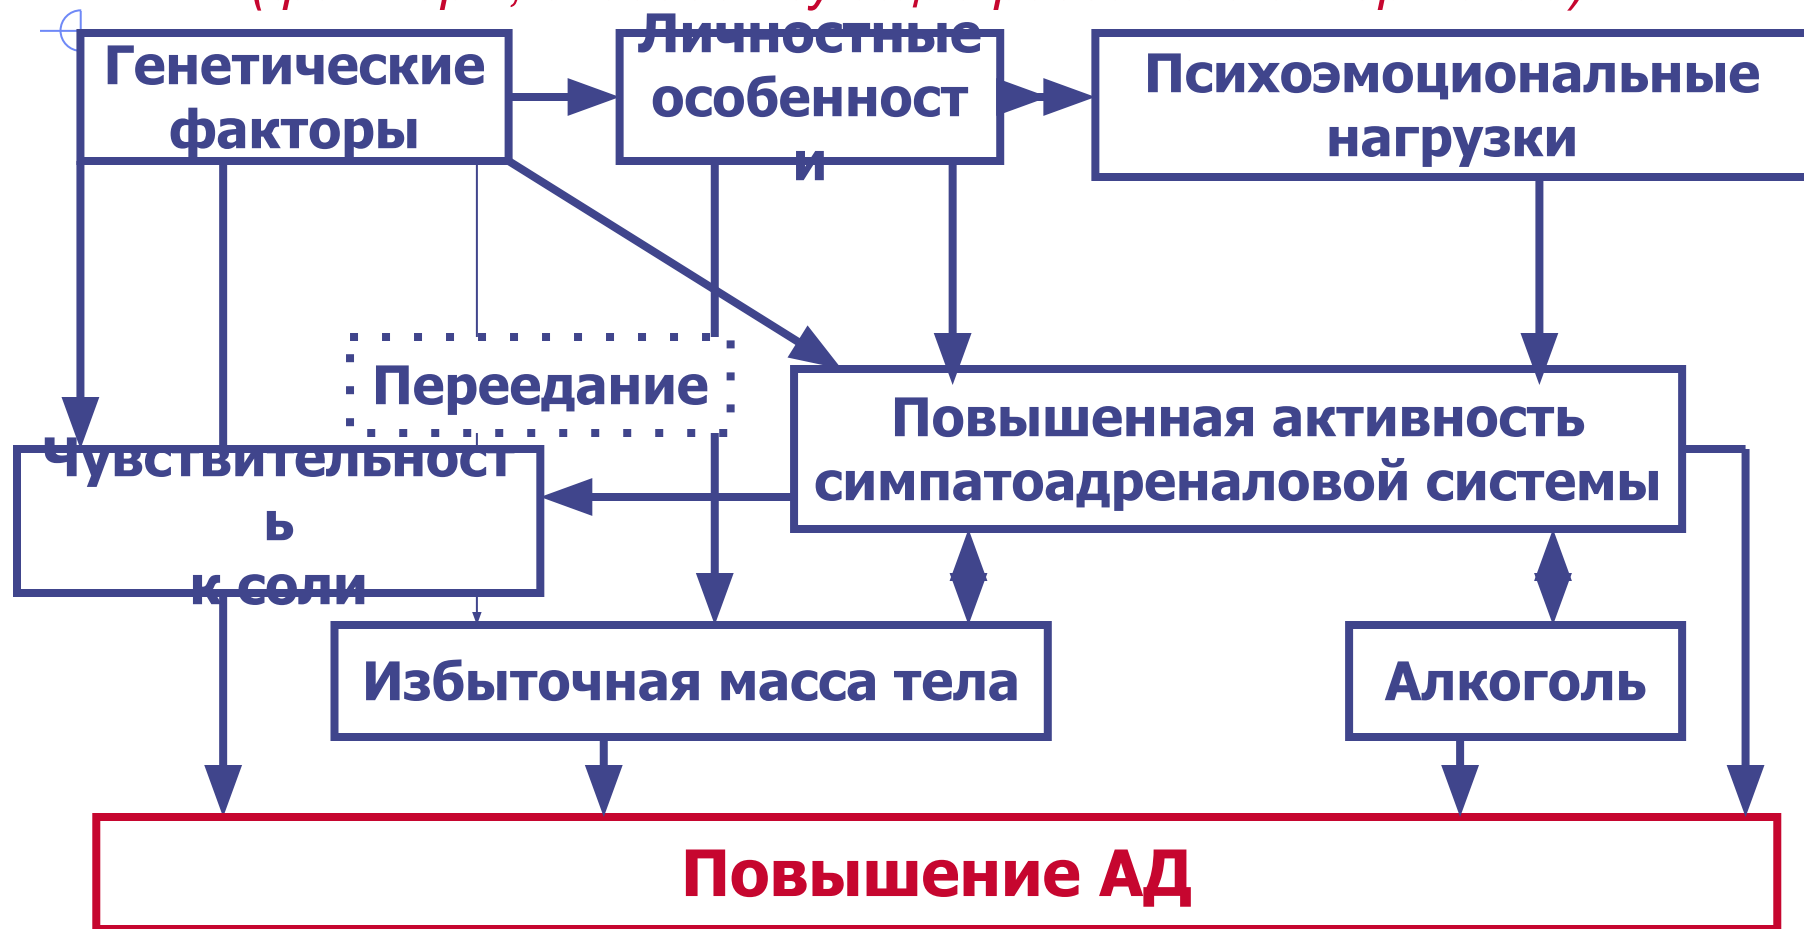 Генетические
факторы
Личностные
особенност
и
Психоэмоциональные
нагрузки
Переедание
Повышенная активность
симпатоадреналовой системы
Чувствительност
ь
к соли
Избыточная масса тела
Алкоголь
Повышение АД